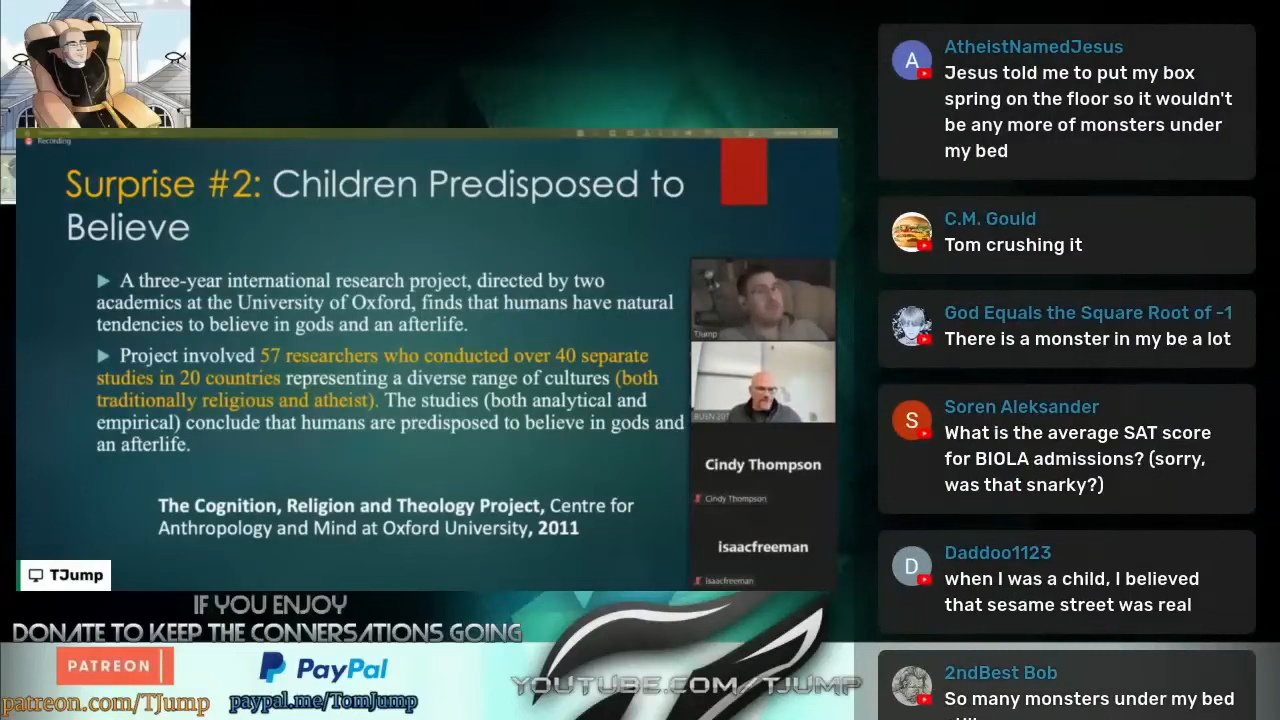 Recording
Surprise #2: Children Predisposed to
Believe
A three-year international research project, directed by two
academics at the University of Oxford, finds that humans have natural
tendencies to believe in gods and an afterlife.
Project involved 57 researchers who conducted over 40 separate
studies in 20 countries representing a diverse range of cultures (both
traditionally religious and atheist). The studies (both analytical and
empirical) conclude that humans are predisposed to believe in gods and
an afterlife.
The Cognition, Religion and Theology Project, Centre for
Anthropology and Mind at Oxford University, 2011
TJump
Cindy Thompson
Cindy Thompson
isaacfreeman
isaacfreeman
TJump
IF YOU ENJOY
DONATE TO KEEP THE CONVERSATIONS GOING
PATREON
PayPal
patreon.com/TJump
paypal.me/TomJump
YOUTUBE.COM/TJUMP
A
AtheistNamedJesus
Jesus told me to put my box
spring on the floor so it wouldn't
be any more of monsters under
my bed
C.M. Gould
Tom crushing it
God Equals the Square Root of -1
There is a monster in my be a lot
S
Soren Aleksander
What is the average SAT score
for BIOLA admissions? (sorry,
was that snarky?)
D
Daddoo1123
when I was a child, I believed
that sesame street was real
2ndBest Bob
So many monsters under my bed